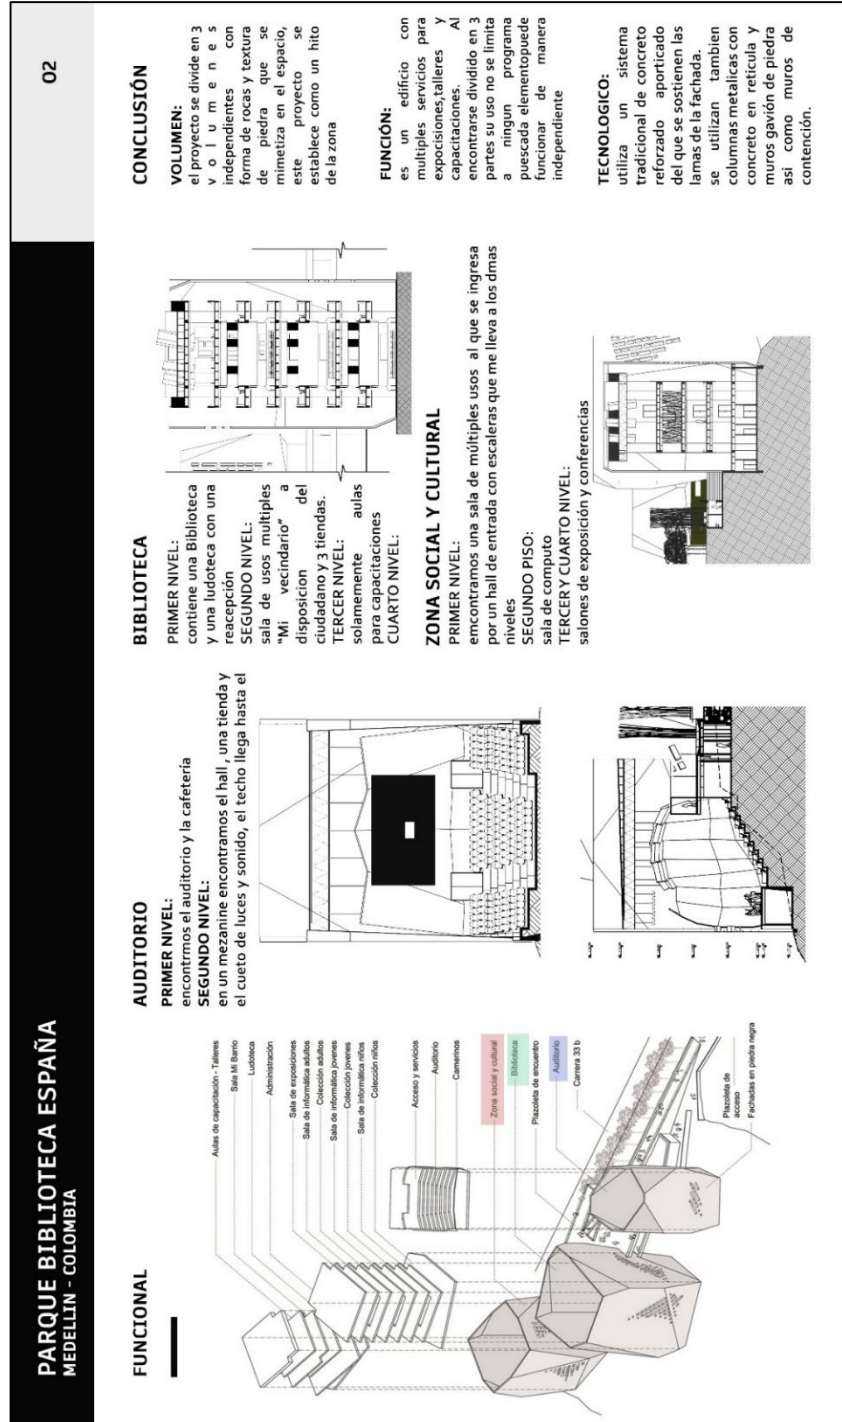 PARQUE BIBLIOTECA ESPAÑA
MEDELLIN - COLOMBIA
02
FUNCIONAL
Aulas de capacitación - Talleres
Sala Mi Barrio
Ludoteca
Administración
Sala de exposiciones
Sala de informática adultos
Colección adultos
Sala de informática jovenes
Colección jovenes
Sala de informática niños
Colección niños
Acceso y servicios
Auditorio
Camerinos
Zona social y cultural
Biblioteca
Plazoleta de encuentro
Auditorio
Carrera 33 b
Plazoleta de
acceso
Fachadas en piedra negra
AUDITORIO
PRIMER NIVEL:
encontrmos el auditorio y la cafetería
SEGUNDO NIVEL:
en un mezanine encontramos el hall , una tienda y
el cueto de luces y sonido, el techo llega hasta el
BIBLIOTECA
PRIMER NIVEL:
contiene una Biblioteca
y una ludoteca con una
reacepción
SEGUNDO NIVEL:
sala de usos multiples
"Mi vecindario" a
disposicion del
ciudadano y 3 tiendas.
TERCER NIVEL:
solamemente aulas
para capacitaciones
CUARTO NIVEL:
ZONA SOCIAL Y CULTURAL
PRIMER NIVEL:
emcontramos una sala de múltiples usos al que se ingresa
por un hall de entrada con escaleras que me lleva a los dmas
niveles
SEGUNDO PISO:
sala de computo
TERCER Y CUARTO NIVEL:
salones de exposición y conferencias
CONCLUSIÓN
VOLUMEN:
el proyecto se divide en 3
v o l u m e n e s
independientes con
forma de rocas y textura
de piedra que se
mimetiza en el espacio,
este proyecto se
establece como un hito
de la zona
FUNCIÓN:
es un edificio con
multiples servicios para
expocisiones,talleres y
capacitaciones. Al
encontrarse dividido en 3
partes su uso no se limita
a ningun programa
puescada elementopuede
funcionar de manera
independiente
TECNOLOGICO:
utiliza un sistema
tradicional de concreto
reforzado aporticado
del que se sostienen las
lamas de la fachada.
se utilizan tambien
columnas metalicas con
concreto en reticula y
muros gavión de piedra
asi como muros de
contención.